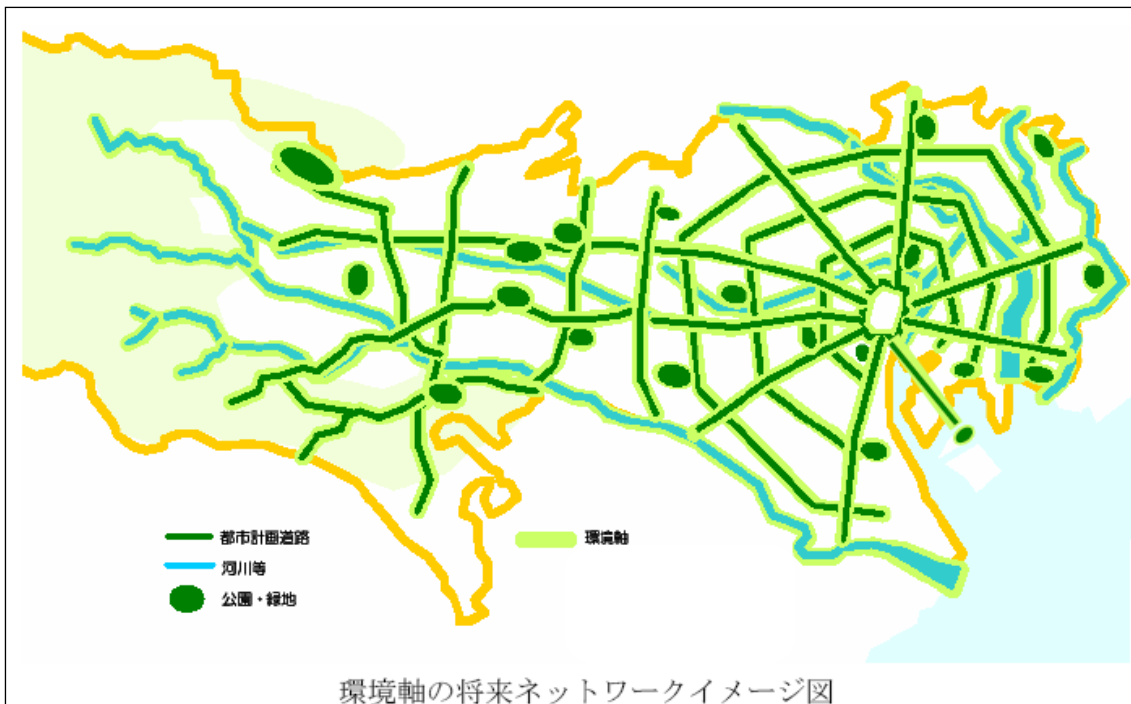 都市計画道路
環境軸
河川等
公園・緑地
環境軸の将来ネットワークイメージ図